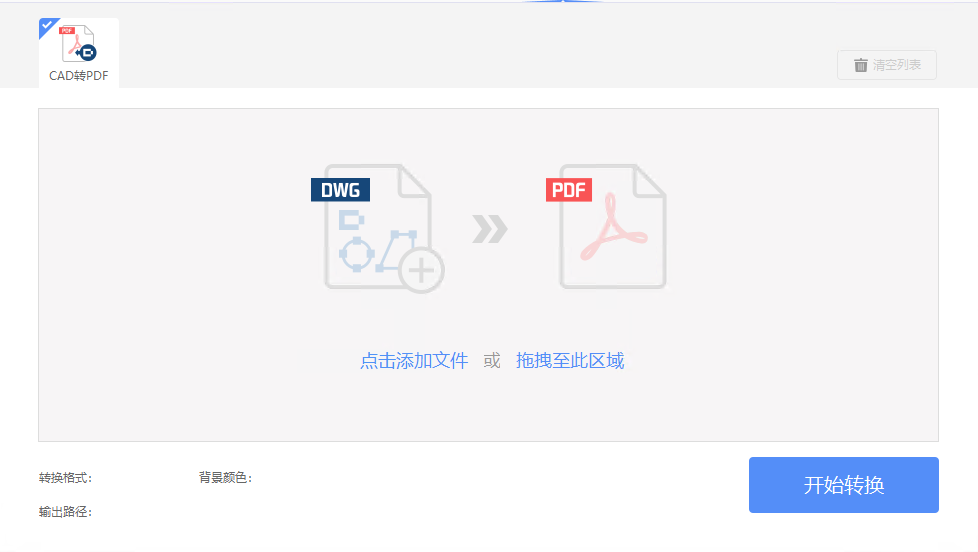 PDF
CAD转PDF
清空列表
DWG
PDF
点击添加文件 或 拖拽至此区域
转换格式:
背景颜色:
开始转换
输出路径: